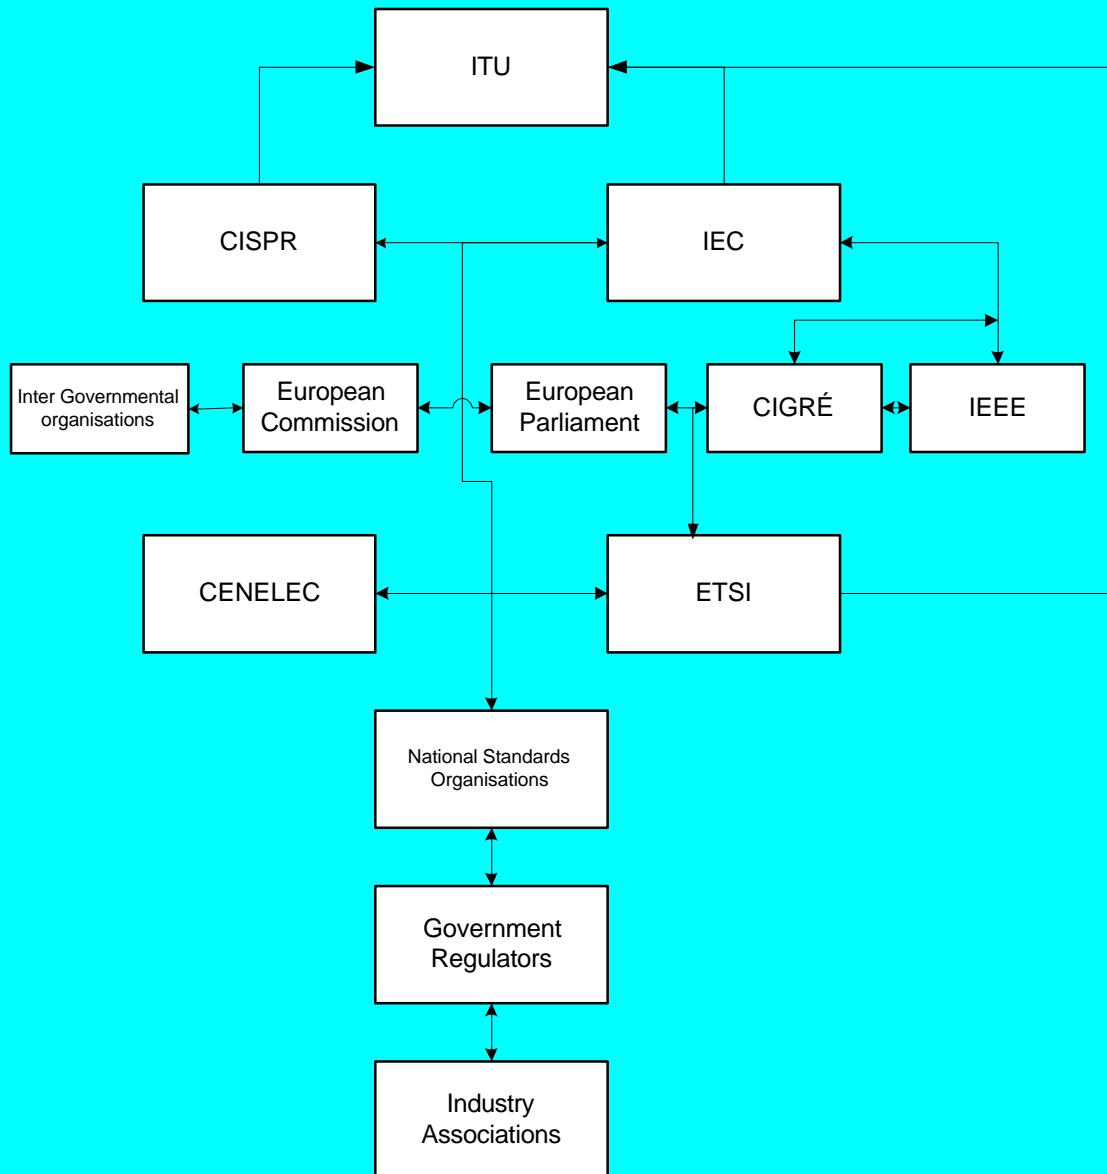 ITU
CISPR
IEC
Inter Governmental
organisations
European
Commission
European
Parliament
CIGRÉ
IEEE
CENELEC
ETSI
National Standards
Organisations
Government
Regulators
Industry
Associations